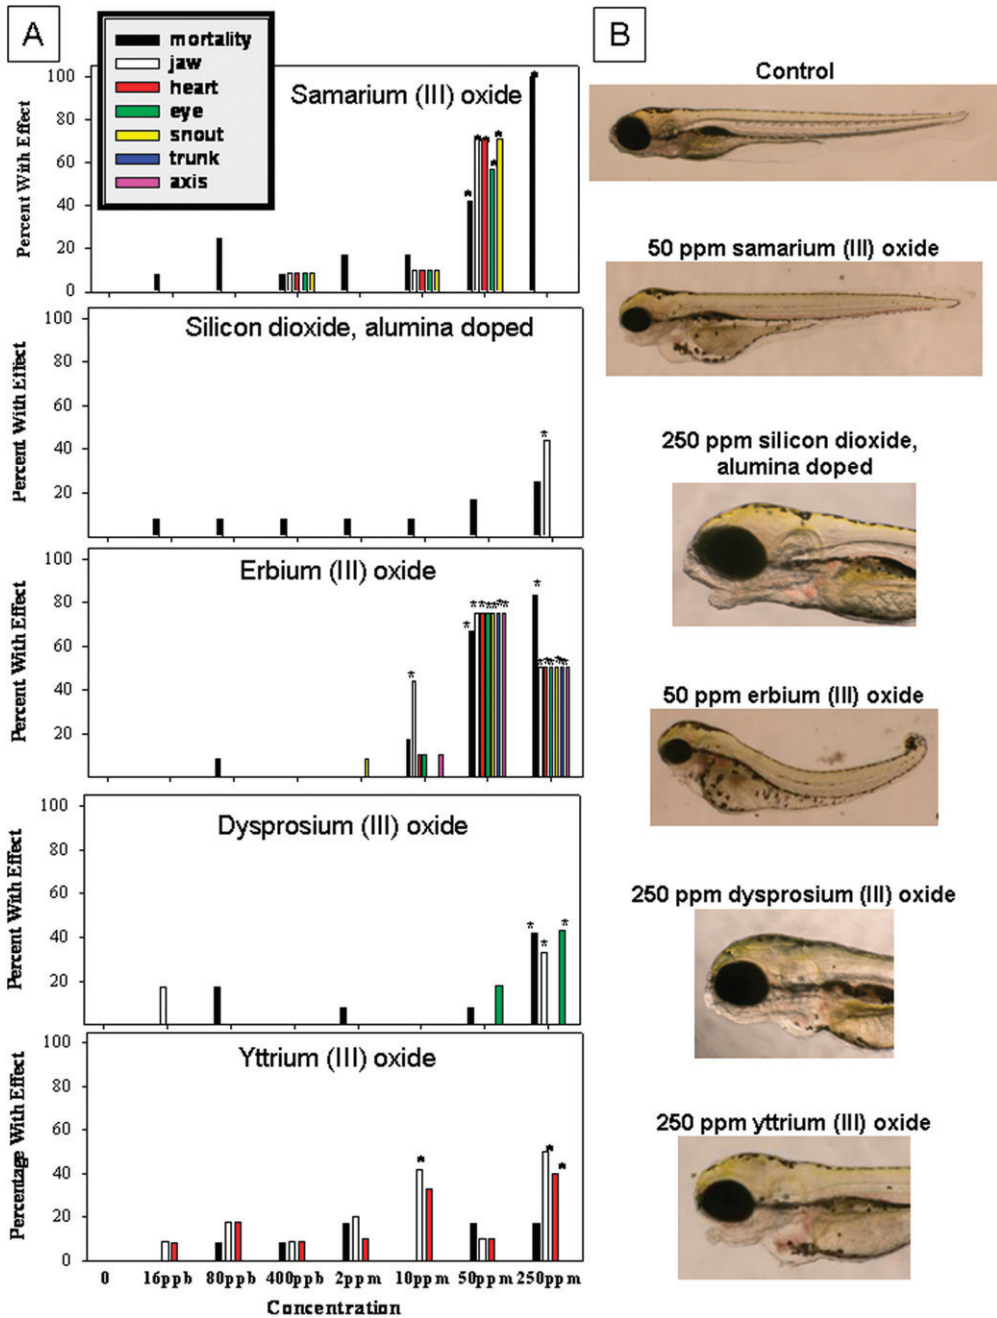 A
mortality
jaw
heart
eye
snout
trunk
axis
Samarium (III) oxide
Percent With Effect
100
80
60
40
20
0
Silicon dioxide, alumina doped
Percent With Effect
100
80
60
40
20
Erbium (III) oxide
Percent With Effect
100
80
60
40
20
Dysprosium (III) oxide
Percent With Effect
100
80
60
40
20
Yttrium (III) oxide
Percentage With Effect
100
80
60
40
20
0
0 16ppb 80ppb 400ppb 2ppm 10ppm 50ppm 250ppm
Concentration
B
Control
50 ppm samarium (III) oxide
250 ppm silicon dioxide,
alumina doped
50 ppm erbium (III) oxide
250 ppm dysprosium (III) oxide
250 ppm yttrium (III) oxide